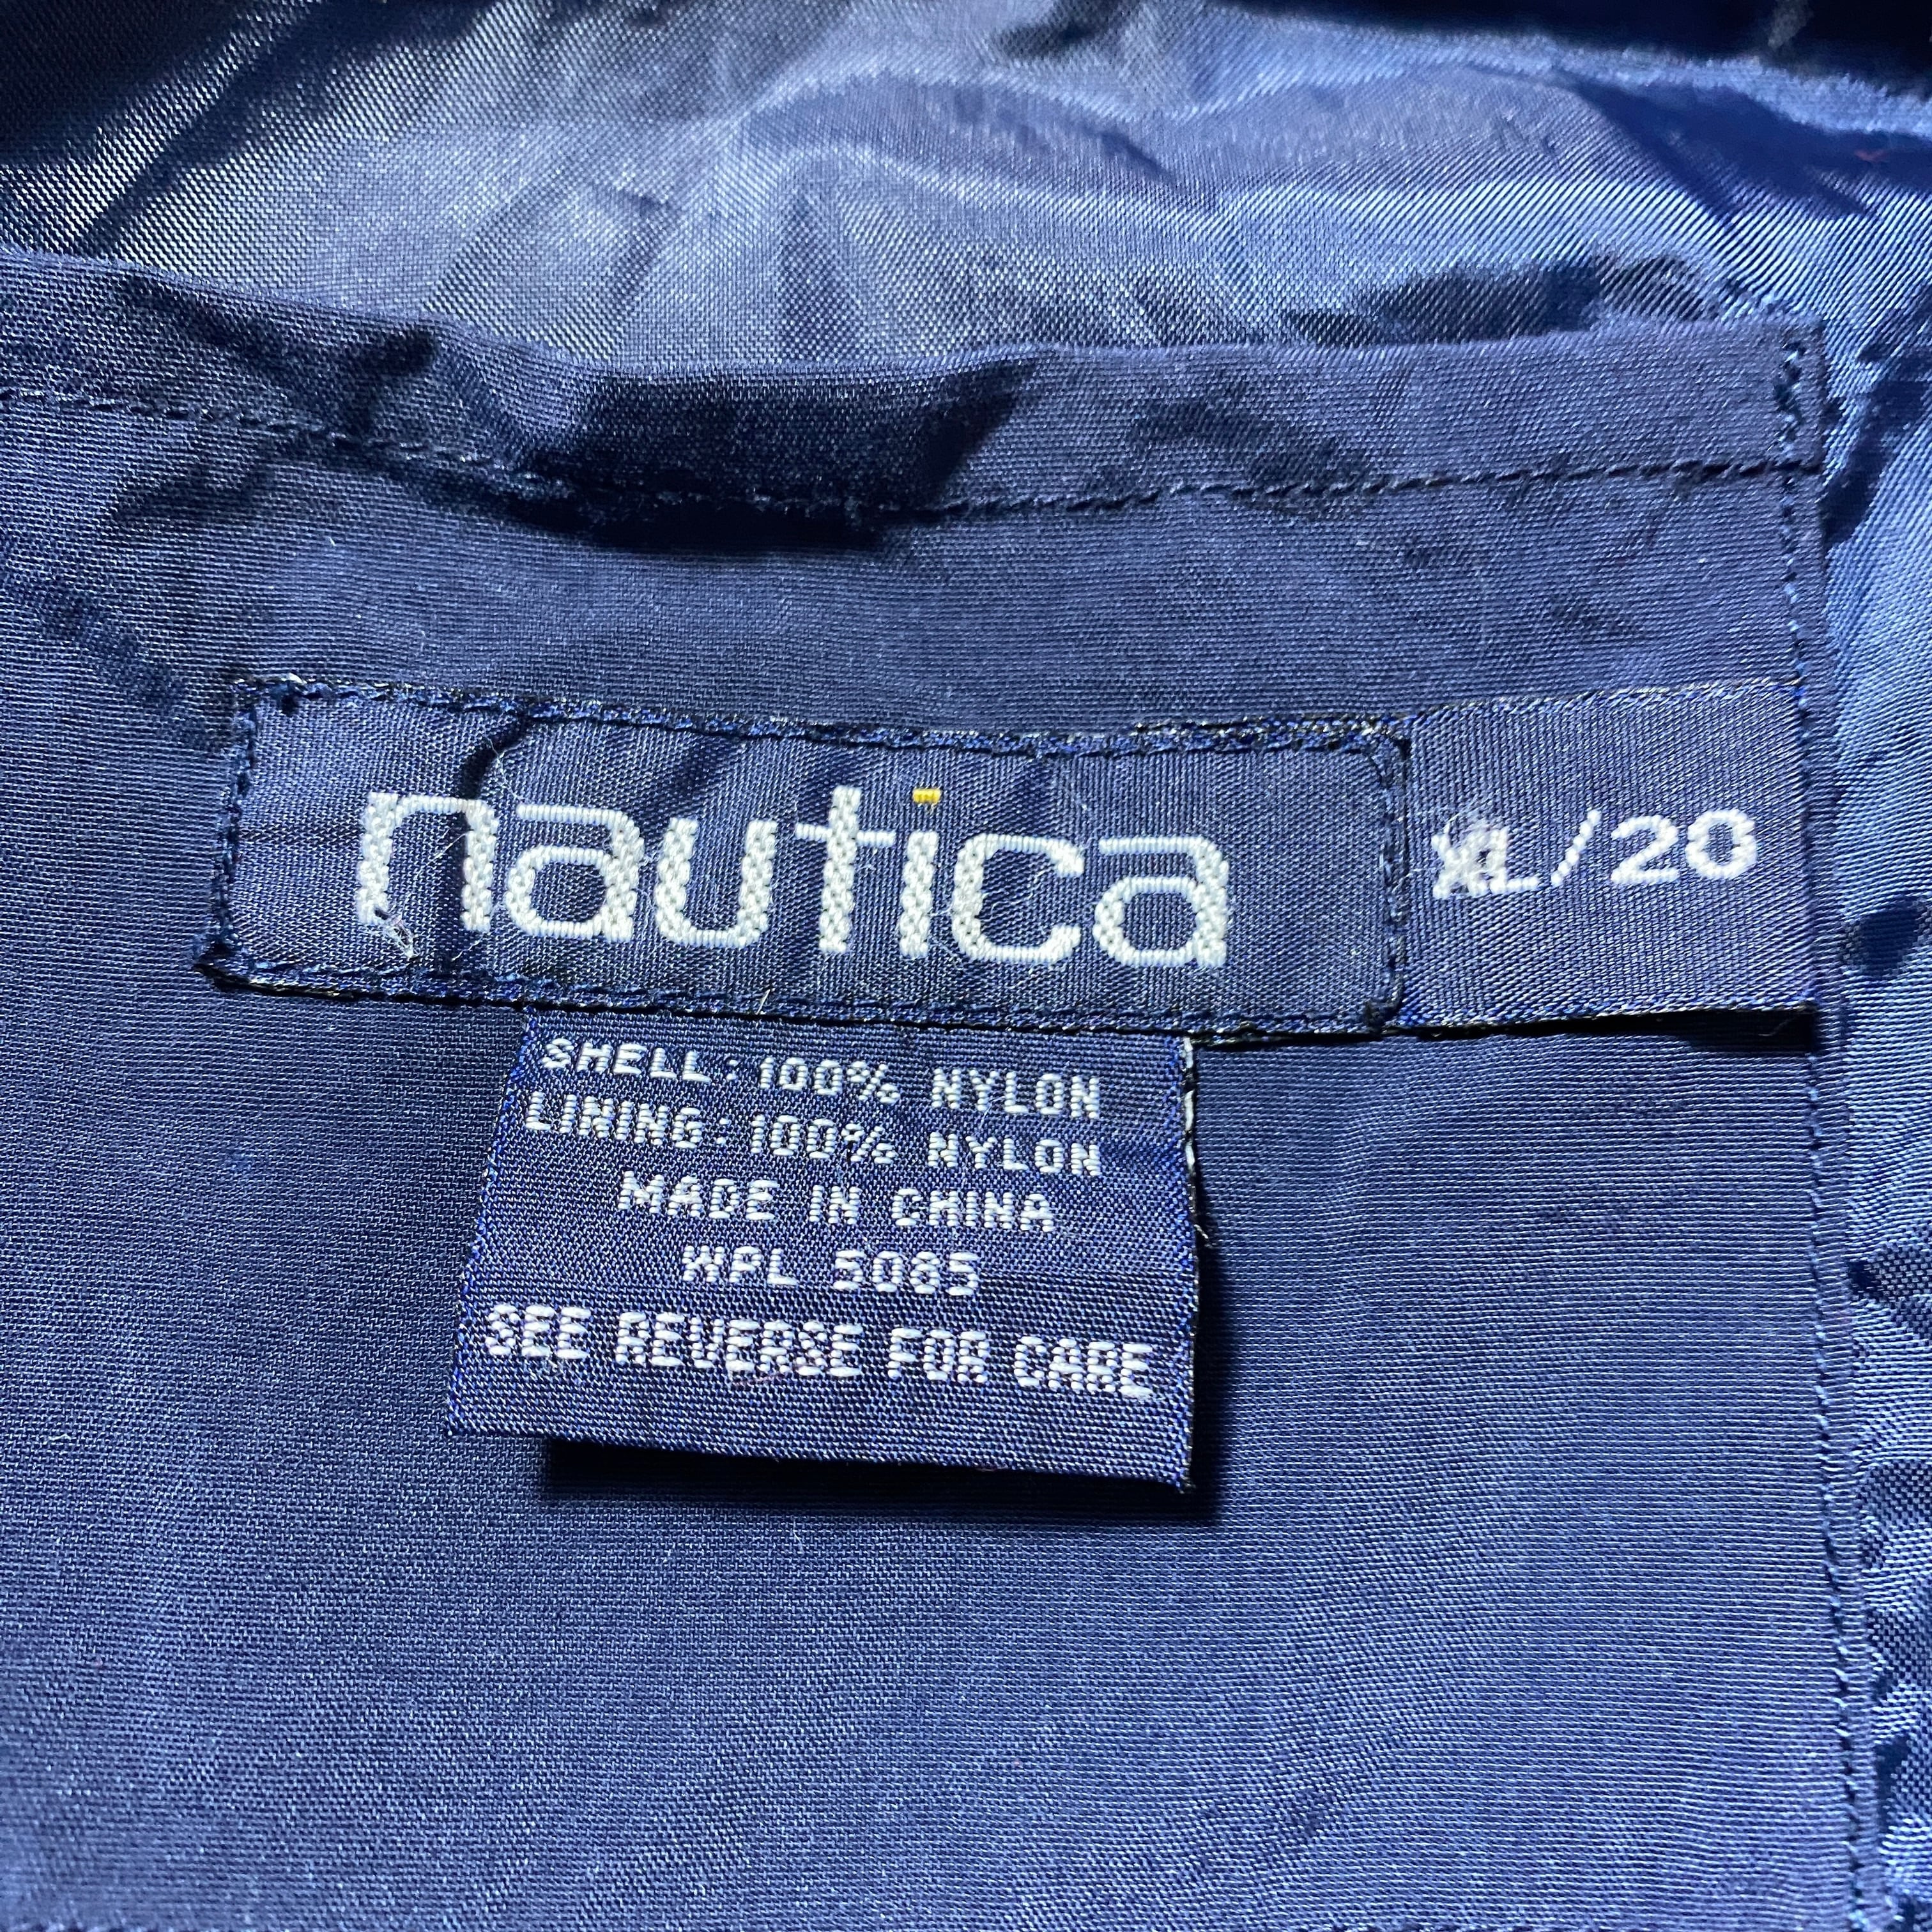 nautica XL/20
SHELL: 100% NYLON
LINING: 100% NYLON
MADE IN CHINA
WPL 5085
SEE REVERSE FOR CARE